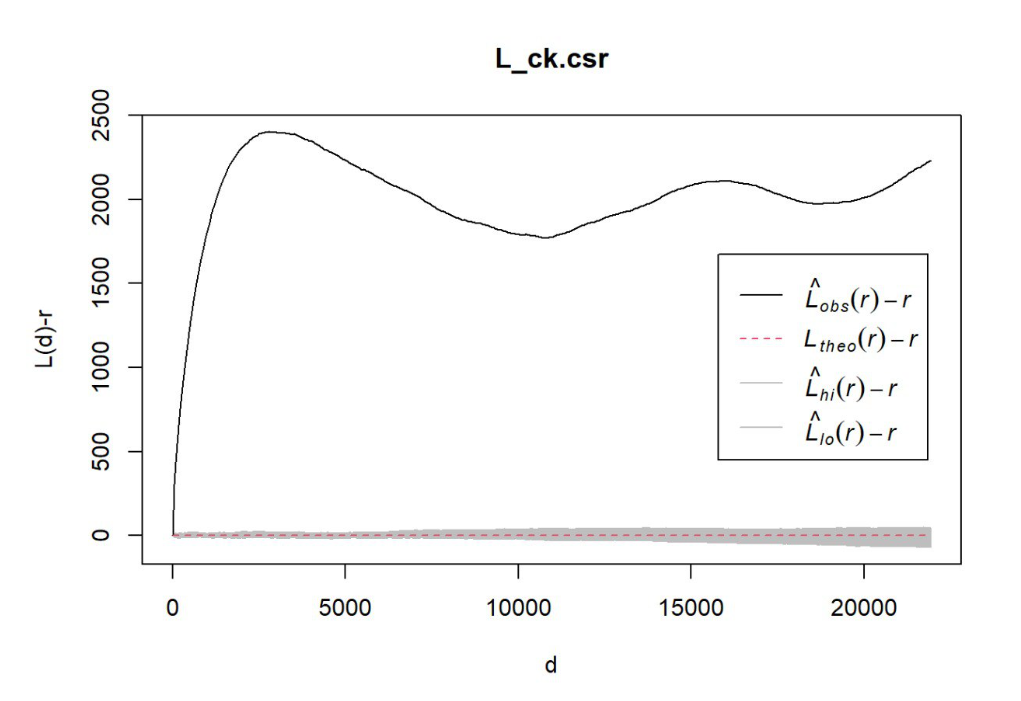 L_ck.csr
L(d)-r
2500
2000
1500
1000
500
0
L̂obs(r) – r
Ltheo(r) – r
L̂hi(r) – r
L̂lo(r) – r
0 5000 10000 15000 20000
d